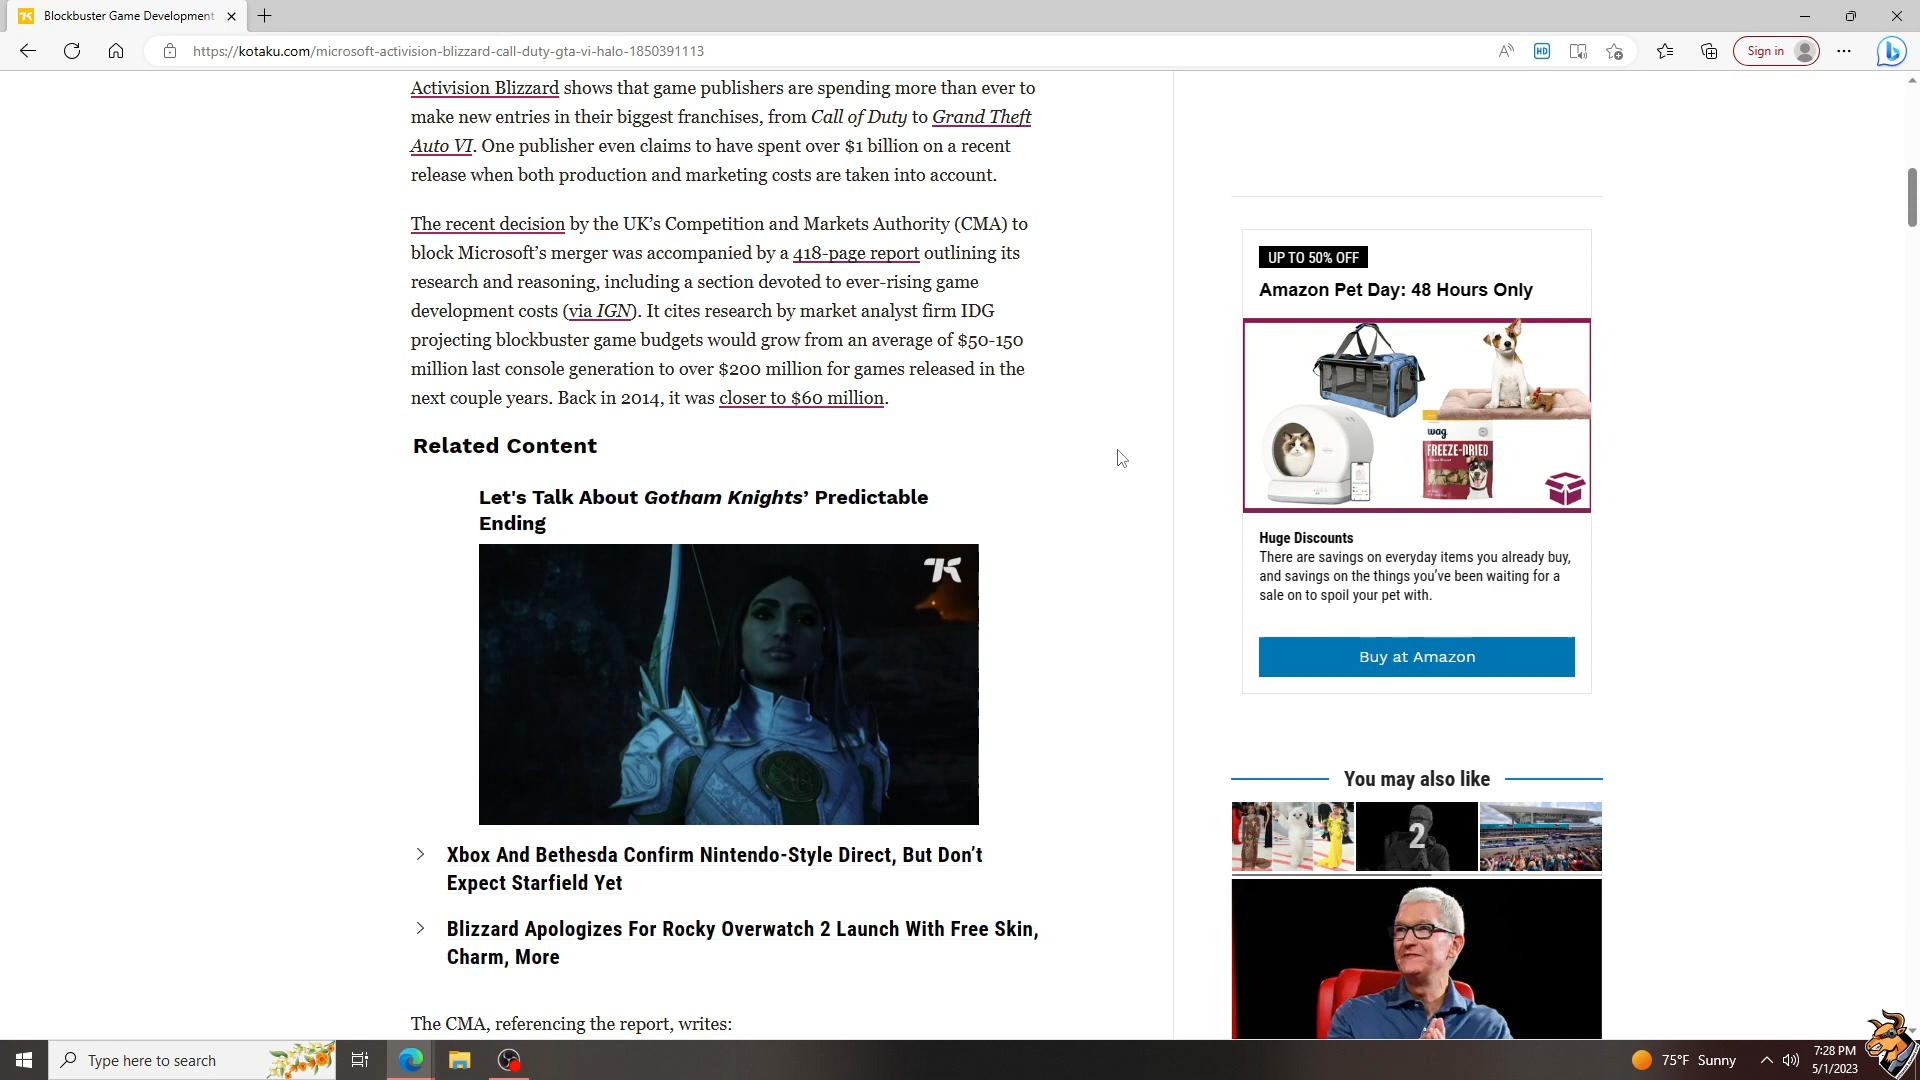 Blockbuster Game Development
https://kotaku.com/microsoft-activision-blizzard-call-duty-gta-vi-halo-1850391113
HD
Sign in
Activision Blizzard shows that game publishers are spending more than ever to
make new entries in their biggest franchises, from Call of Duty to Grand Theft
Auto VI. One publisher even claims to have spent over $1 billion on a recent
release when both production and marketing costs are taken into account.
The recent decision by the UK’s Competition and Markets Authority (CMA) to
block Microsoft’s merger was accompanied by a 418-page report outlining its
research and reasoning, including a section devoted to ever-rising game
development costs (via IGN). It cites research by market analyst firm IDG
projecting blockbuster game budgets would grow from an average of $50-150
million last console generation to over $200 million for games released in the
next couple years. Back in 2014, it was closer to $60 million.
Related Content
Let's Talk About Gotham Knights’ Predictable
Ending
Xbox And Bethesda Confirm Nintendo-Style Direct, But Don’t
Expect Starfield Yet
Blizzard Apologizes For Rocky Overwatch 2 Launch With Free Skin,
Charm, More
The CMA, referencing the report, writes:
UP TO 50% OFF
Amazon Pet Day: 48 Hours Only
wag
FREEZE-DRIED
Huge Discounts
There are savings on everyday items you already buy,
and savings on the things you’ve been waiting for a
sale on to spoil your pet with.
Buy at Amazon
You may also like
2
Type here to search
75°F Sunny
7:28 PM
5/1/2023